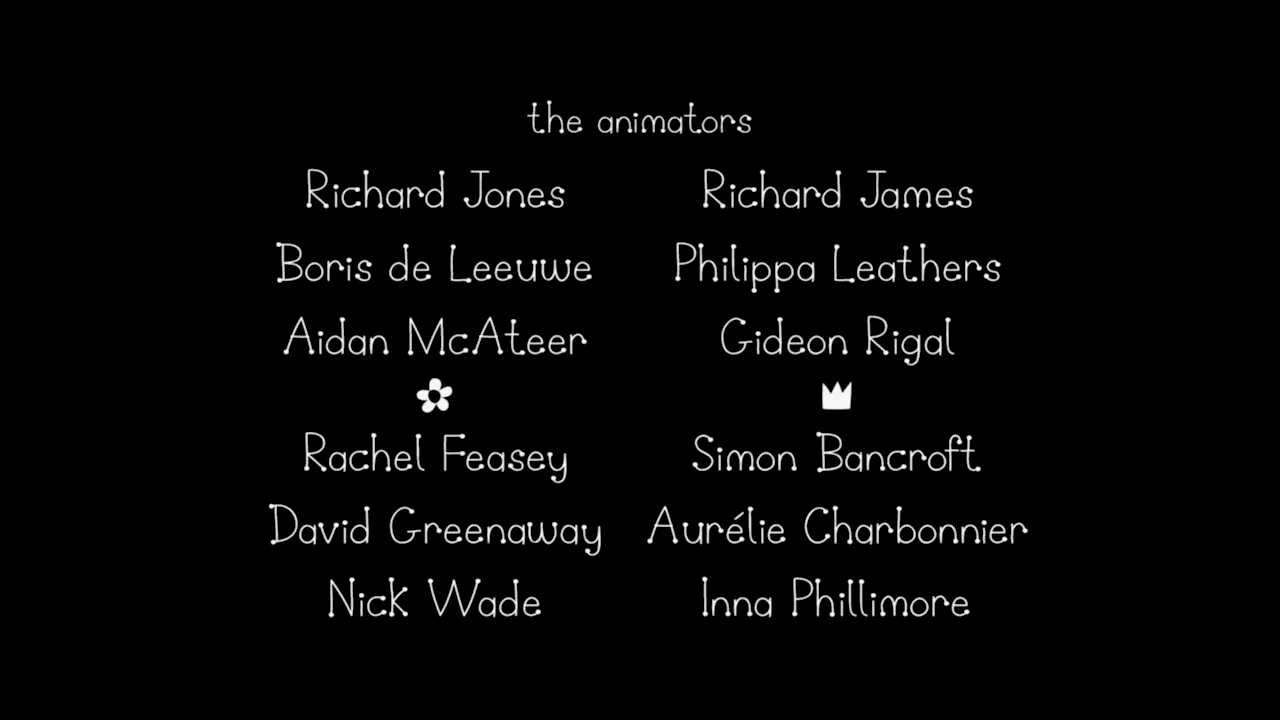 the animators
Richard Jones Richard James
Boris de Leeuwe Philippa Leathers
Aidan McAteer Gideon Rigal
Rachel Feasey Simon Bancroft
David Greenaway Aurélie Charbonnier
Nick Wade Inna Phillimore